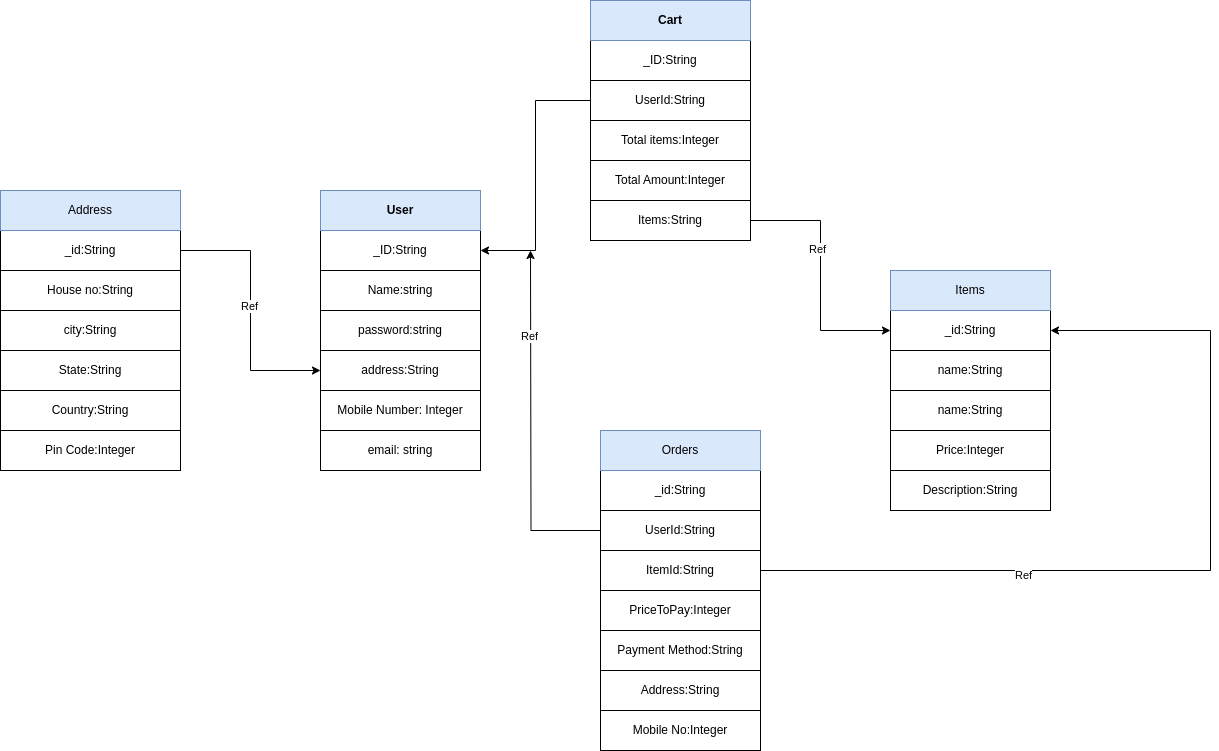 Cart
_ID:String
UserId:String
Total items:Integer
Total Amount:Integer
Items:String
Address
_id:String
House no:String
city:String
State:String
Country:String
Pin Code:Integer
Ref
User
_ID:String
Name:string
password:string
address:String
Mobile Number: Integer
email: string
Ref
Ref
Items
_id:String
name:String
name:String
Price:Integer
Description:String
Orders
_id:String
UserId:String
ItemId:String
PriceToPay:Integer
Payment Method:String
Address:String
Mobile No:Integer
Ref